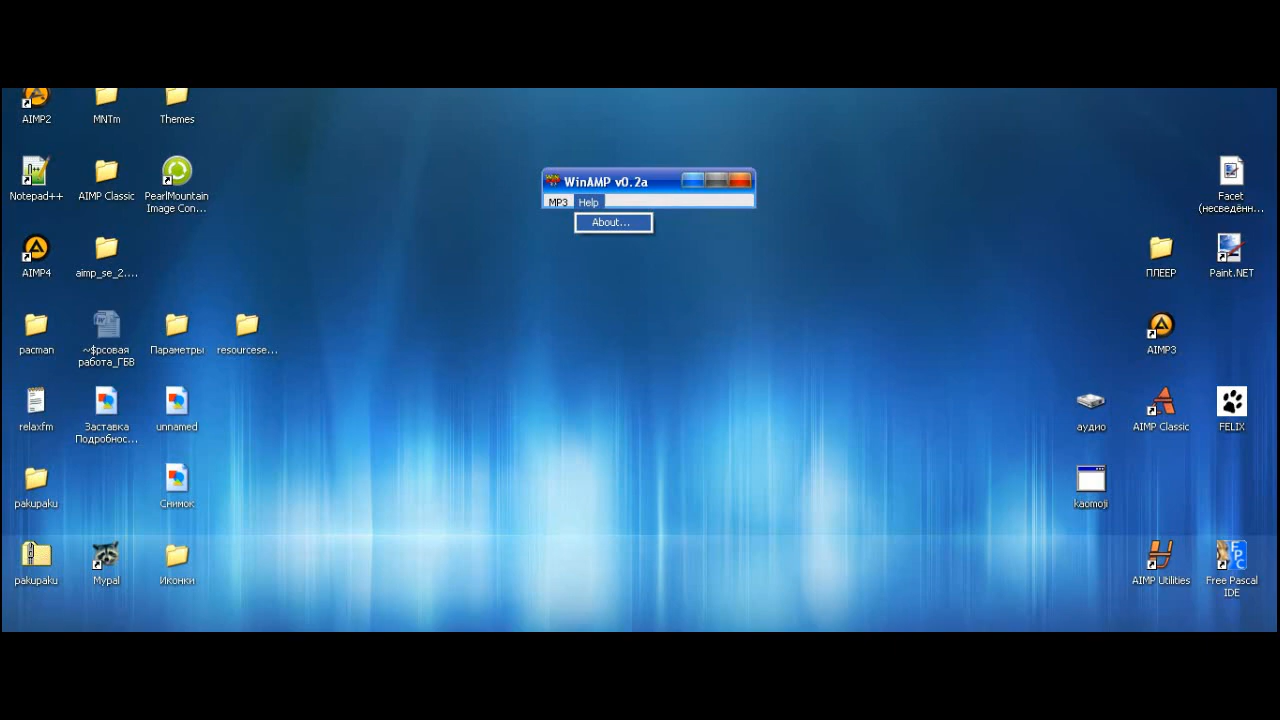 AIMP2
MNTm
Themes
WinAMP v0.2a
MP3
Help
About...
Notepad++
AIMP Classic
PearlMountain
Image Con...
Facet
(несведённ...
AIMP4
aimp_se_2....
ПЛЕЕР
Paint.NET
pacman
~$рсовая
работа_ГБВ
Параметры
resourcese...
AIMP3
relaxfm
Заставка
Подробнос...
unnamed
аудио
AIMP Classic
FELIX
pakupaku
Снимок
kaomoji
pakupaku
Mypal
Иконки
AIMP Utilities
Free Pascal
IDE